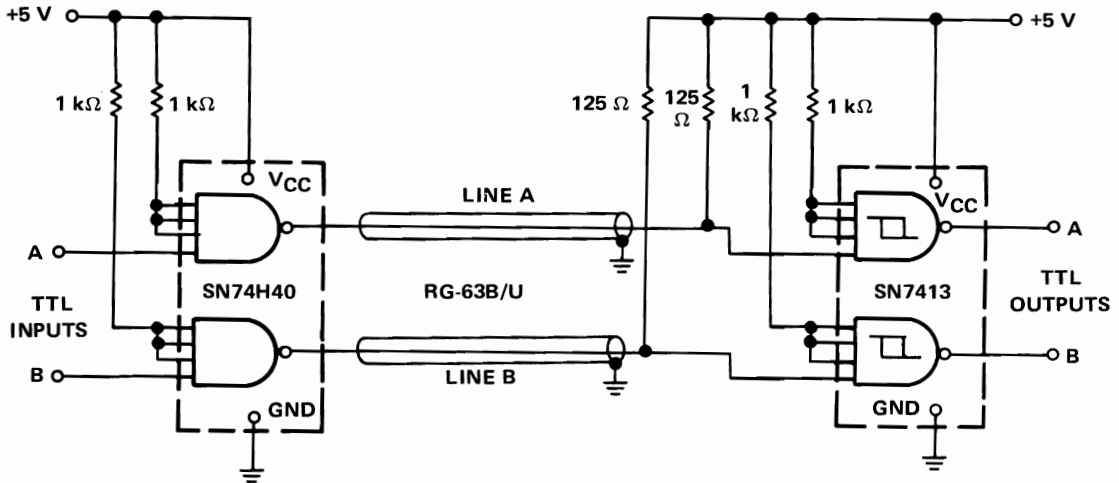 +5 V
+5 V
1 kΩ
1 kΩ
125 Ω
125
Ω
1
kΩ
1 kΩ
VCC
VCC
LINE A
A
A
SN74H40
RG-63B/U
SN7413
TTL
INPUTS
TTL
OUTPUTS
B
LINE B
B
GND
GND